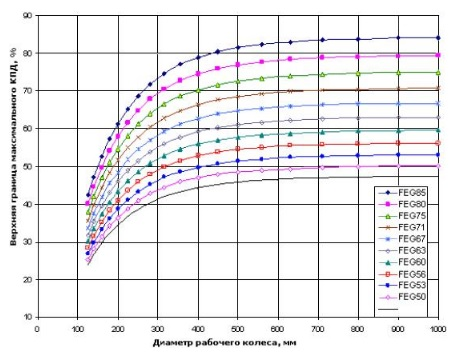 Верхняя граница максимального КПД, %
90
80
70
60
50
40
30
20
10
0
100
200
300
400
500
600
700
800
900
1000
Диаметр рабочего колеса, мм
FEG85
FEG80
FEG75
FEG71
FEG67
FEG63
FEG60
FEG56
FEG53
FEG50